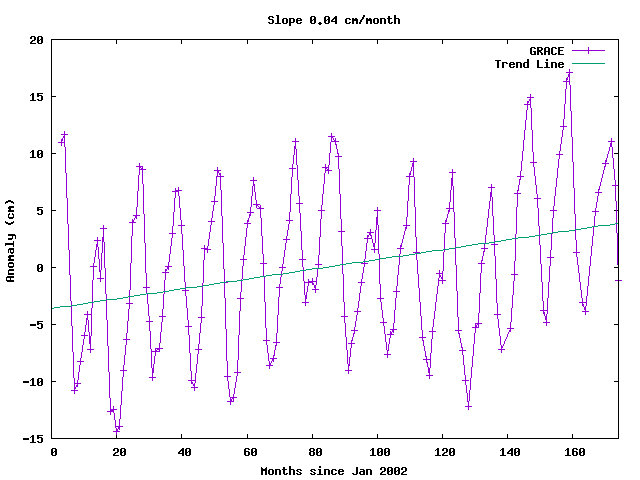 Slope 0.04 cm/month
GRACE
Trend Line
Anomaly (cm)
20
15
10
5
0
-5
-10
-15
0 20 40 60 80 100 120 140 160
Months since Jan 2002